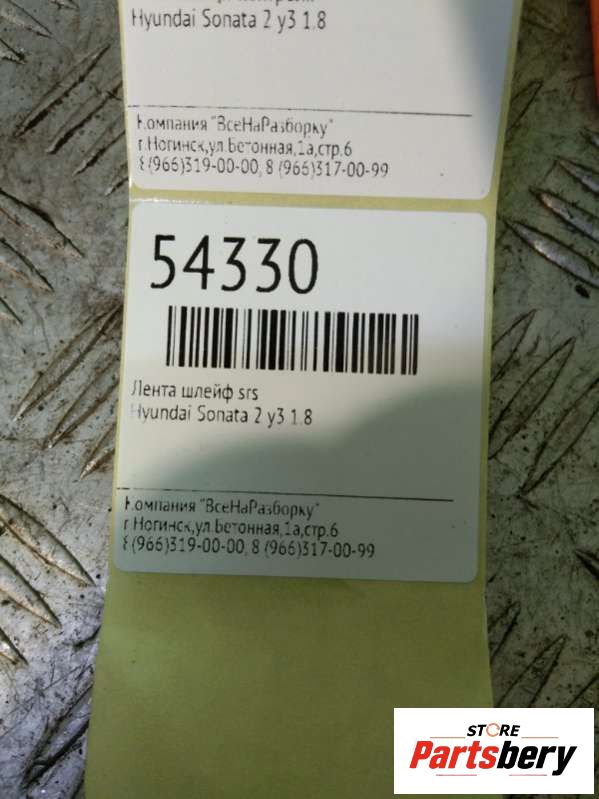 Hyundai Sonata 2 y3 1.8
Компания "ВсеНаРазборку"
г.Ногинск,ул.Бетонная,1а,стр.6
8 (966)319-00-00, 8 (966)317-00-99
54330
Лента шлейф srs
Hyundai Sonata 2 y3 1.8
Компания "ВсеНаРазборку"
г.Ногинск,ул.Бетонная,1а,стр.6
8 (966)319-00-00, 8 (966)317-00-99
STORE
Partsbery